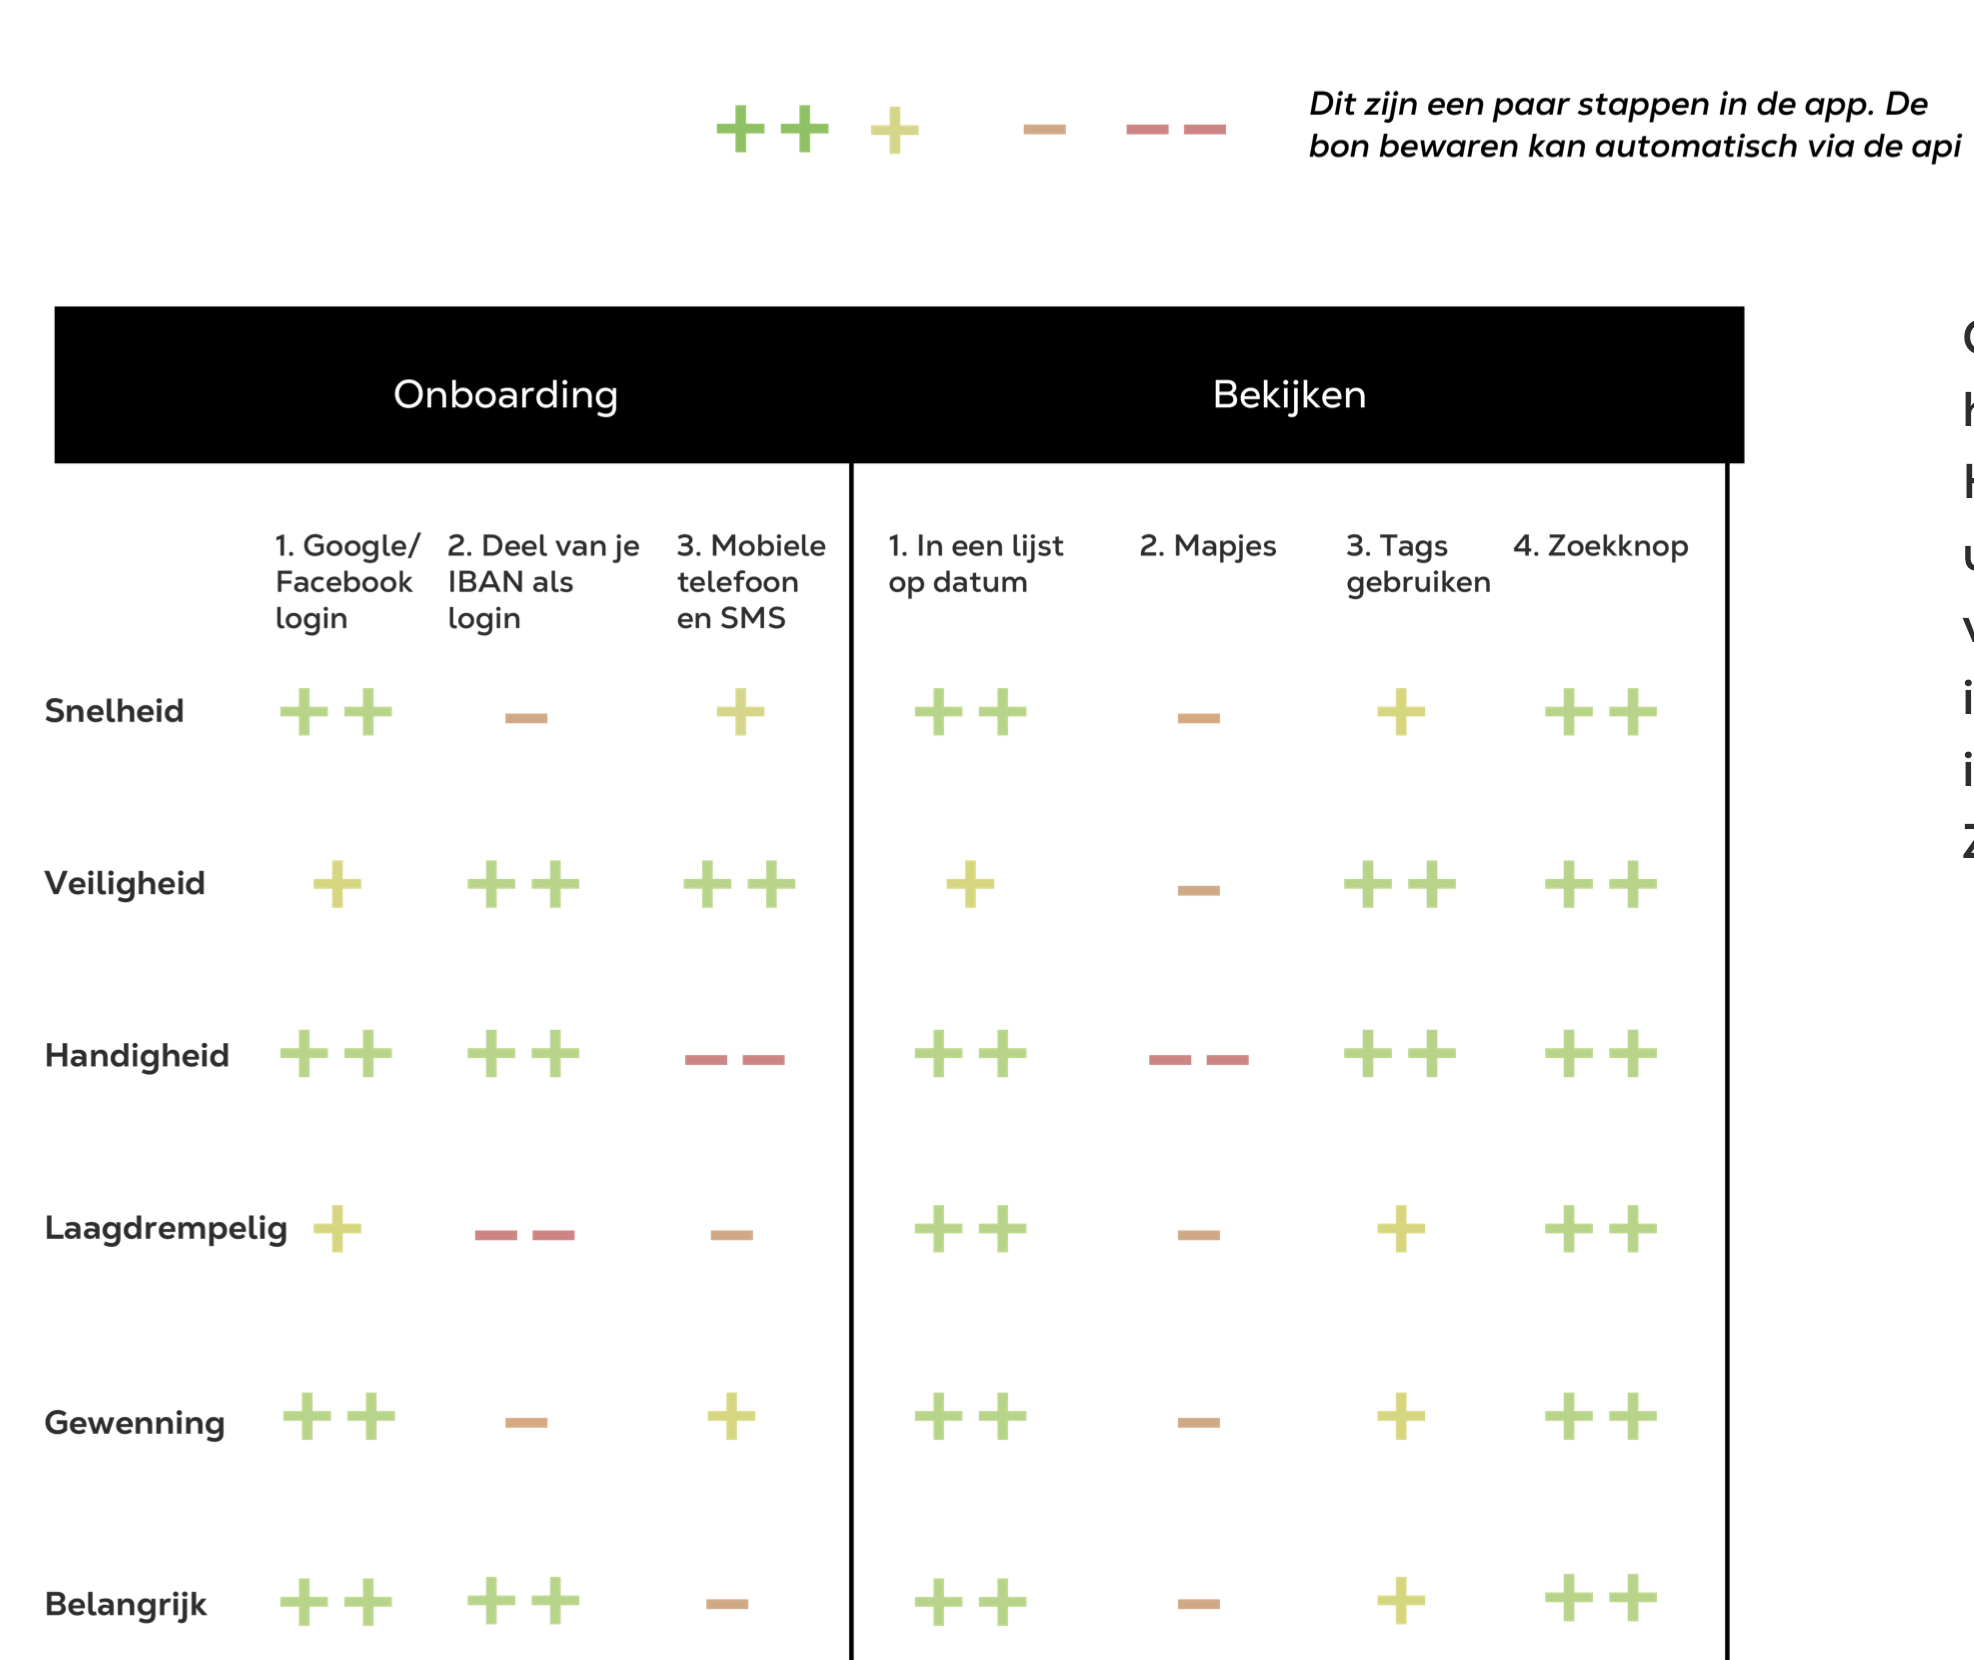 ++ + – – –
Dit zijn een paar stappen in de app. De
bon bewaren kan automatisch via de api
Onboarding Bekijken
1. Google/ Facebook login
2. Deel van je IBAN als login
3. Mobiele telefoon en SMS
1. In een lijst op datum
2. Mapjes
3. Tags gebruiken
4. Zoekknop
Snelheid ++ – + ++ – + ++
Veiligheid + ++ ++ + – ++ ++
Handigheid ++ ++ – – ++ – – ++ ++
Laagdrempelig + – – – ++ – + ++
Gewenning ++ – + ++ – + ++
Belangrijk ++ ++ – ++ – + ++